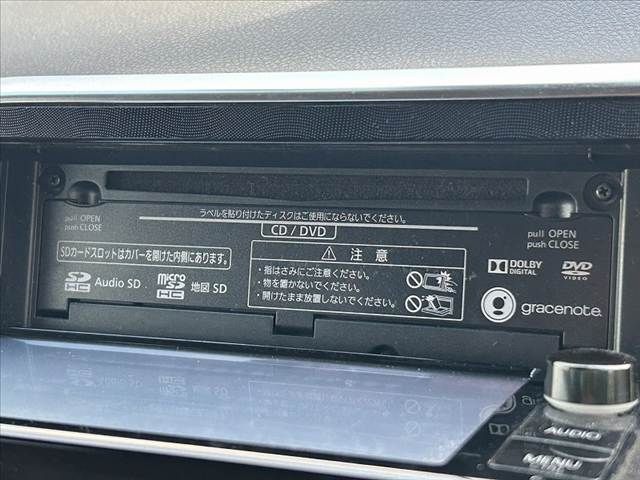 ラベルを貼り付けたディスクはご使用にならないでください。
CD / DVD
pull OPEN
push CLOSE
pull OPEN
push CLOSE
SDカードスロットはカバーを開けた内側にあります。
注 意
・指はさみにご注意ください。
・物を置かないでください。
・開けたまま放置しないでください。
SD HC Audio SD
micro SD HC 地図 SD
DOLBY DIGITAL
DVD VIDEO
gracenote.
AUDIO
MENU